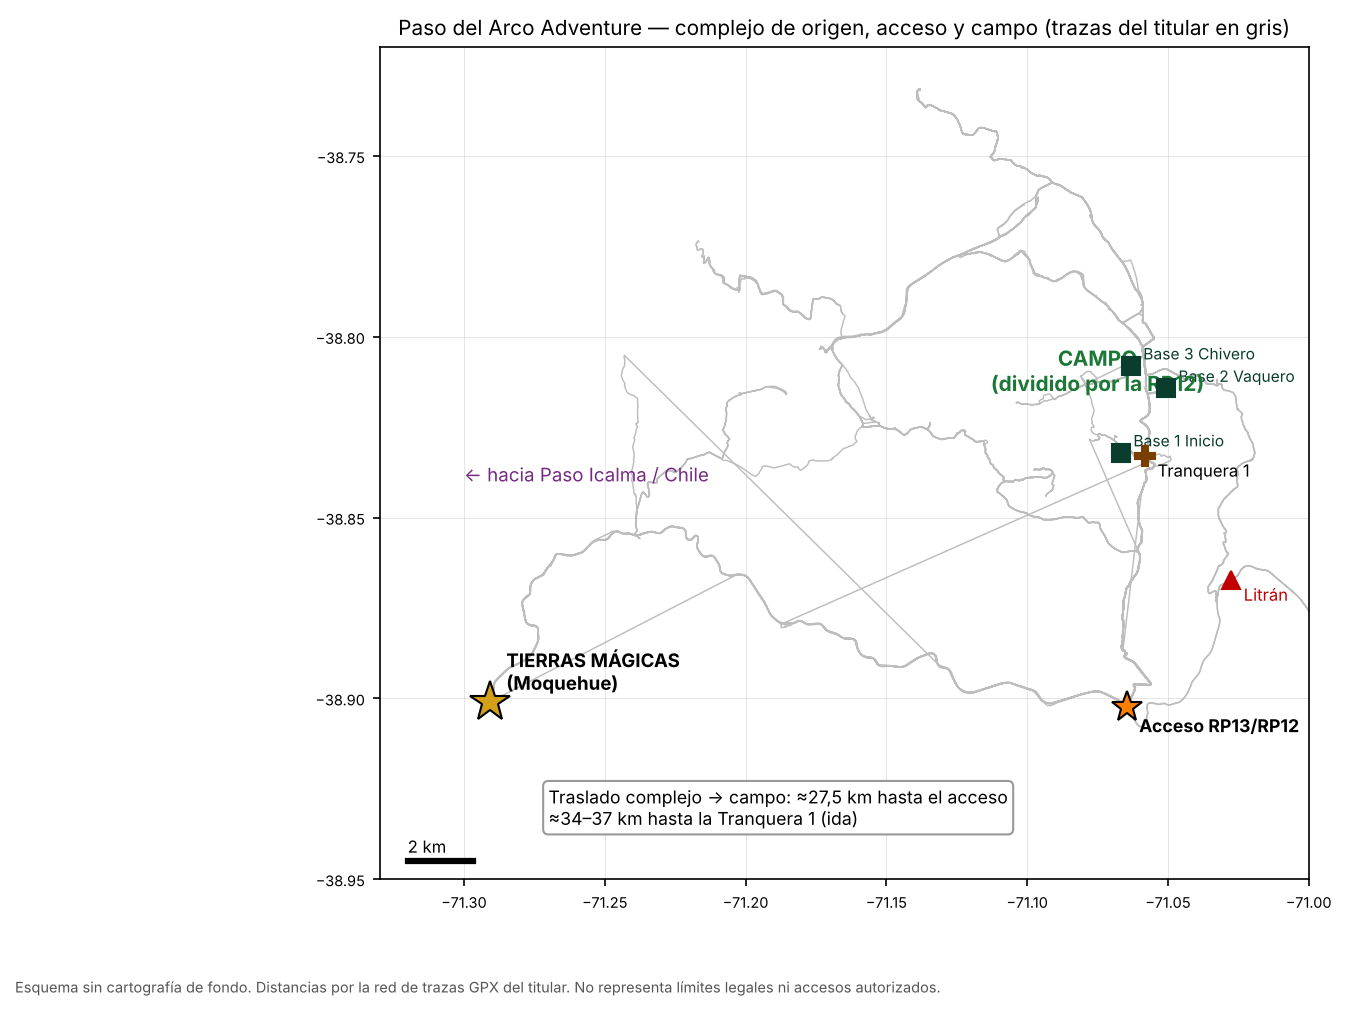 Paso del Arco Adventure — complejo de origen, acceso y campo (trazas del titular en gris)
−38.75
−38.80
−38.85
−38.90
−38.95
CAMPO
(dividido por la RP12)
Base 3 Chivero
Base 2 Vaquero
Base 1 Inicio
Tranquera 1
← hacia Paso Icalma / Chile
Litrán
TIERRAS MÁGICAS
(Moquehue)
Acceso RP13/RP12
Traslado complejo → campo: ≈27,5 km hasta el acceso
≈34–37 km hasta la Tranquera 1 (ida)
2 km
−71.30
−71.25
−71.20
−71.15
−71.10
−71.05
−71.00
Esquema sin cartografía de fondo. Distancias por la red de trazas GPX del titular. No representa límites legales ni accesos autorizados.